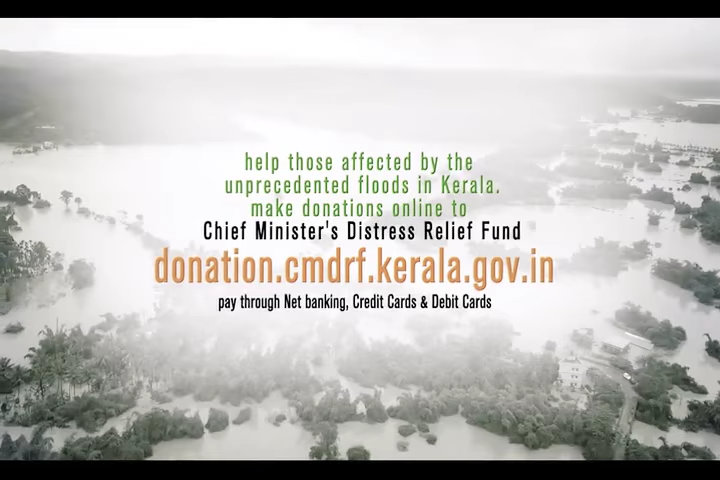 help those affected by the
unprecedented floods in Kerala.
make donations online to
Chief Minister's Distress Relief Fund
donation.cmdrf.kerala.gov.in
pay through Net banking, Credit Cards & Debit Cards